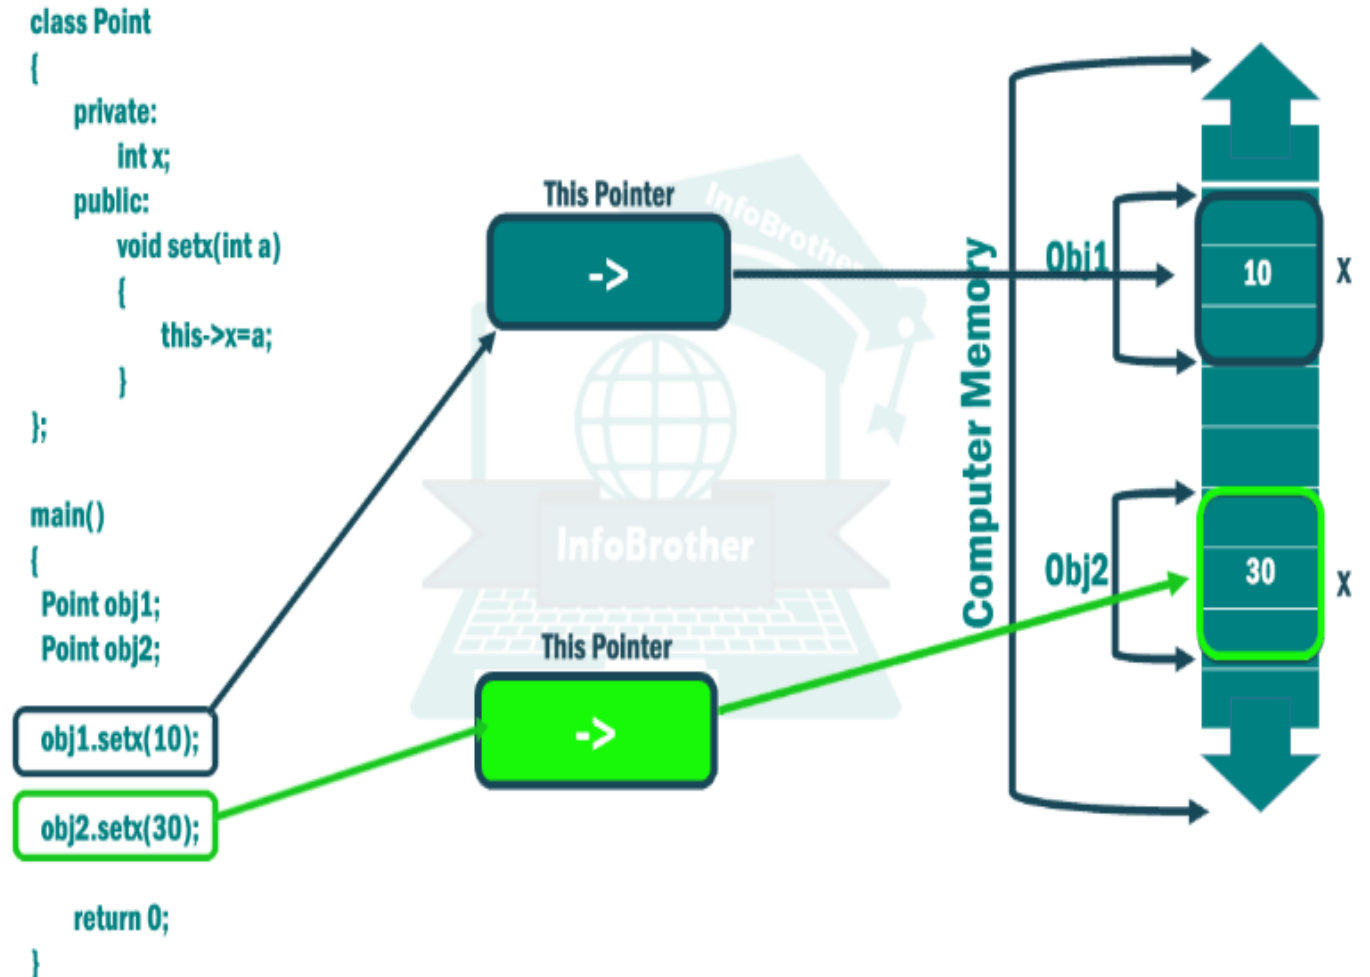 class Point
{
private:
int x;
public:
void setx(int a)
{
this->x=a;
}
};
main()
{
Point obj1;
Point obj2;
obj1.setx(10);
obj2.setx(30);
return 0;
}
This Pointer
->
This Pointer
->
InfoBrother
InfoBrother
Computer Memory
Obj1
10
X
Obj2
30
X